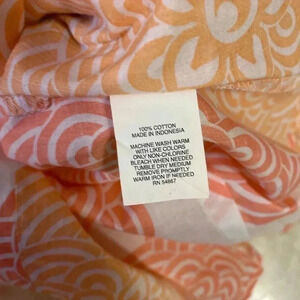 100% COTTON
MADE IN INDONESIA
MACHINE WASH WARM
WITH LIKE COLORS
ONLY NON-CHLORINE
BLEACH WHEN NEEDED
TUMBLE DRY MEDIUM
REMOVE PROMPTLY
WARM IRON IF NEEDED
RN 54867